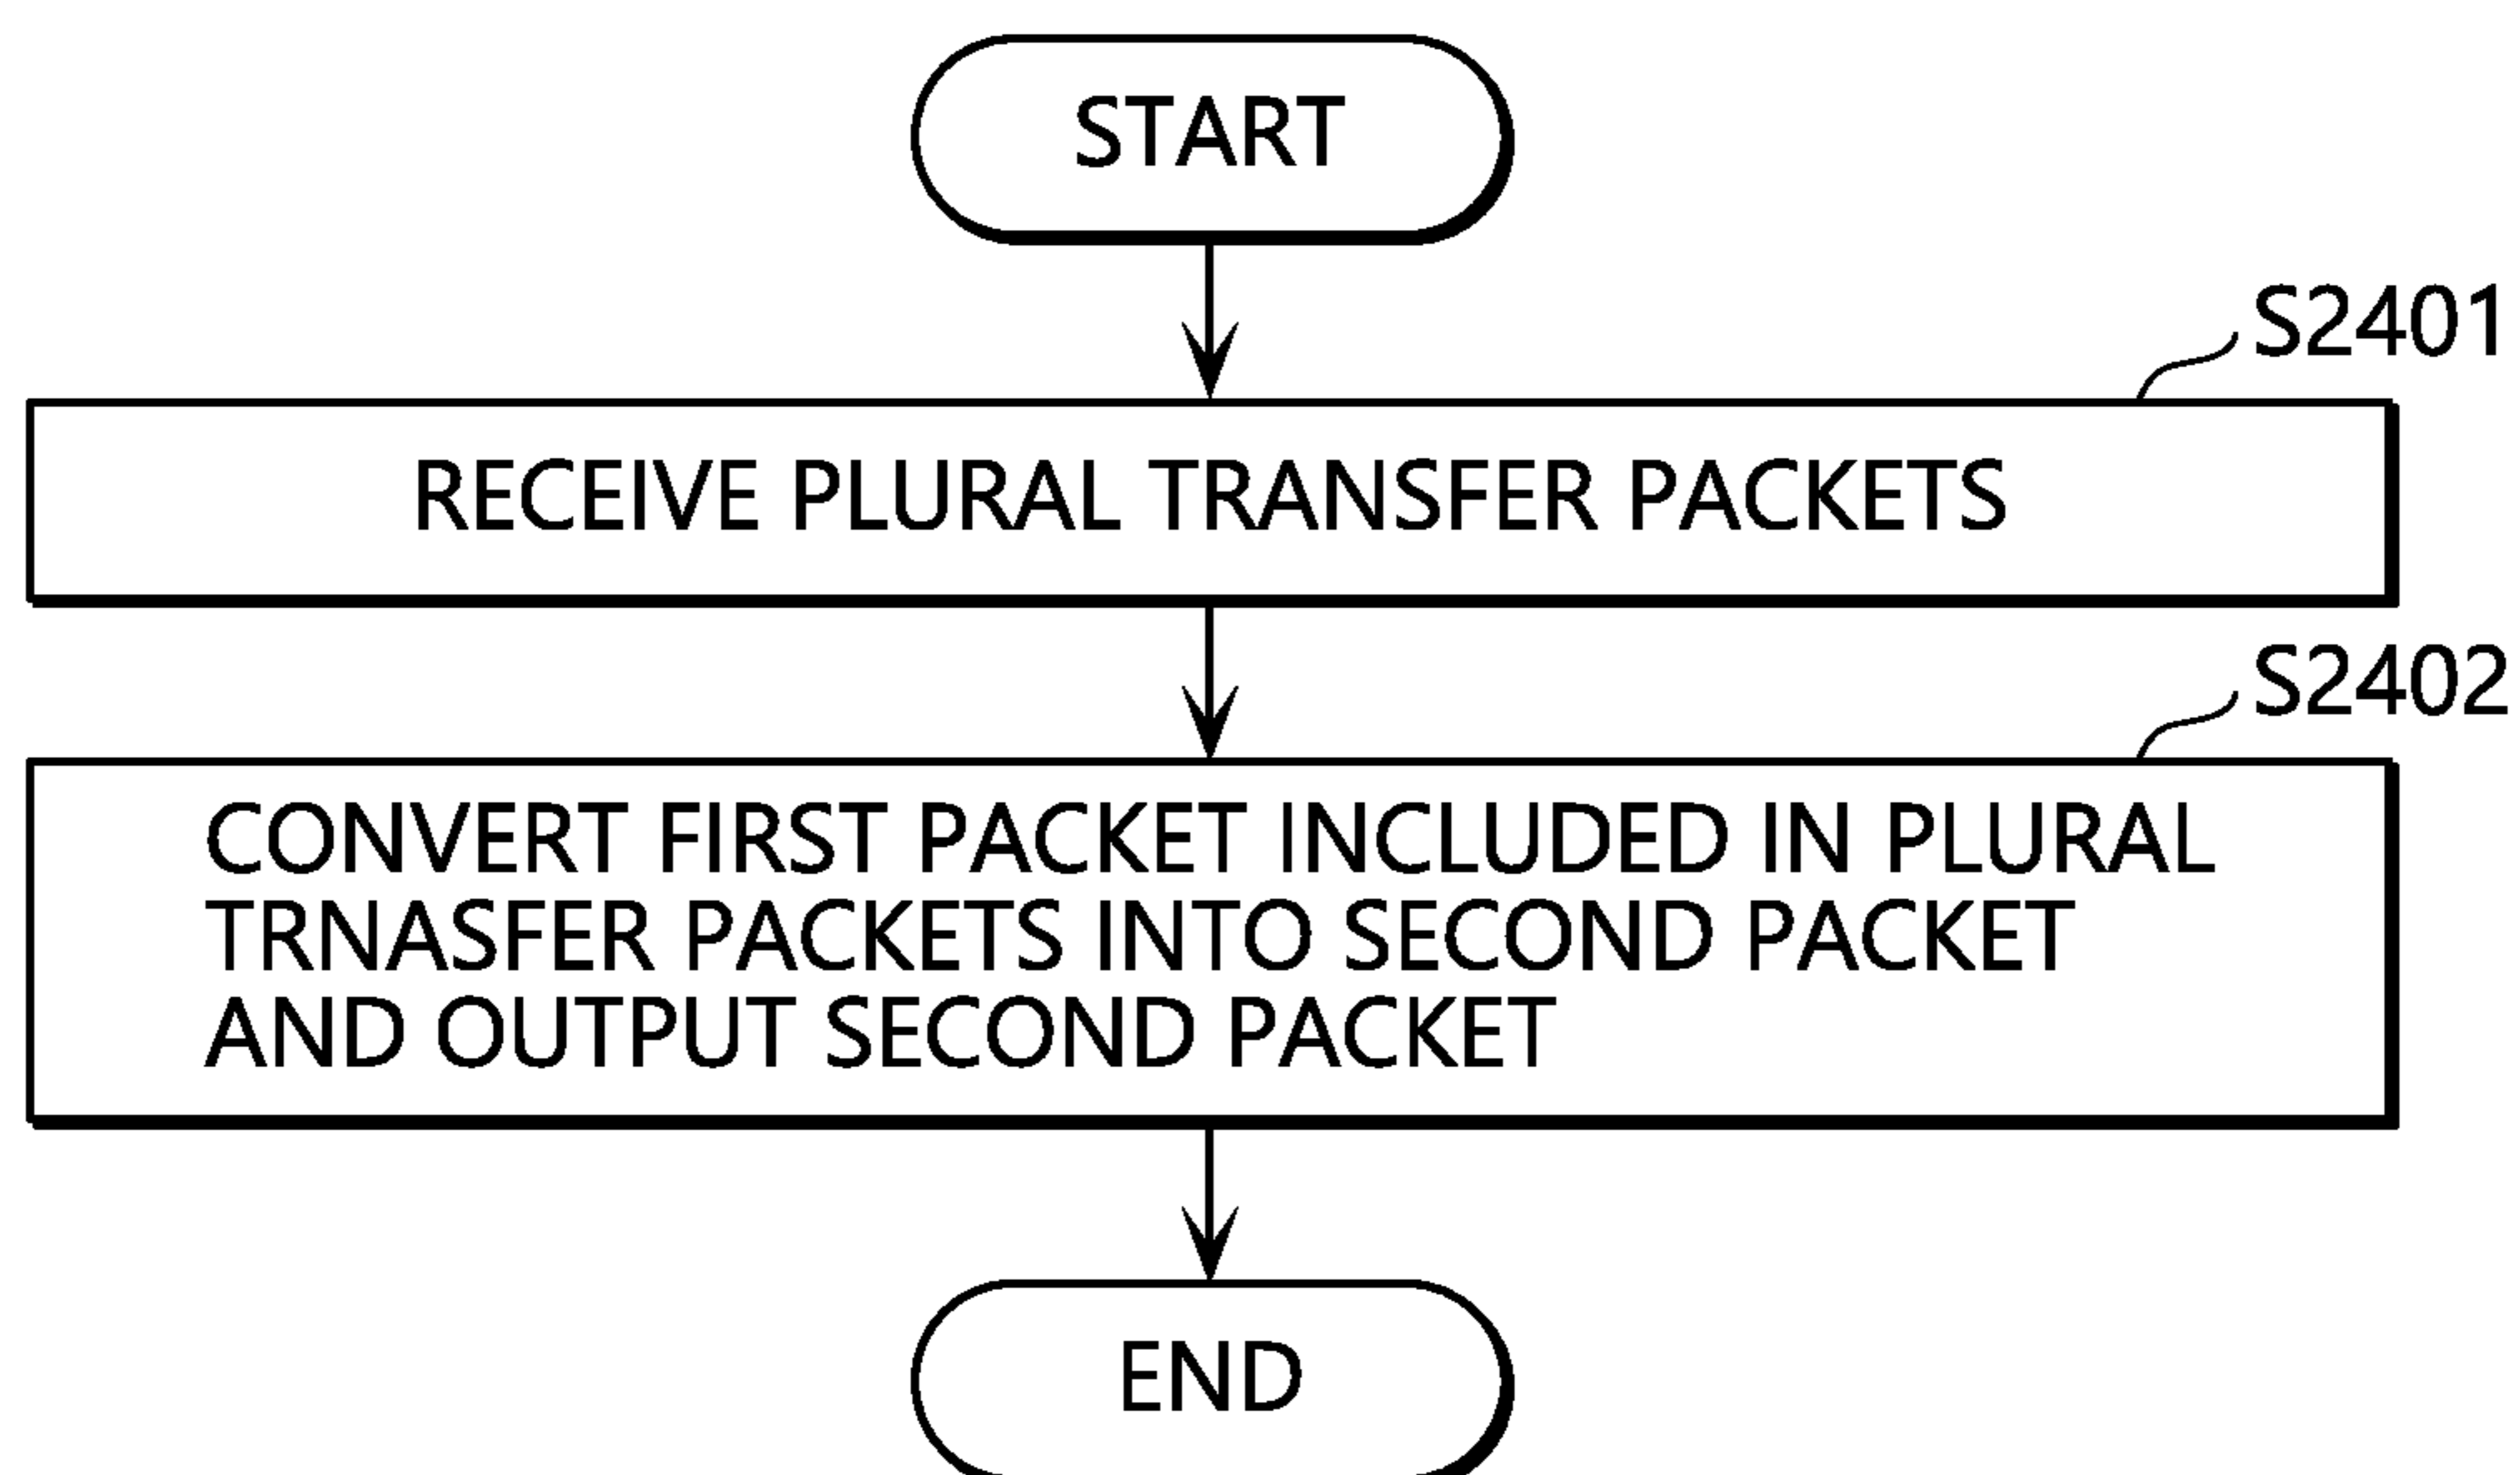 START
S2401
RECEIVE PLURAL TRANSFER PACKETS
S2402
CONVERT FIRST PACKET INCLUDED IN PLURAL
TRNASFER PACKETS INTO SECOND PACKET
AND OUTPUT SECOND PACKET
END